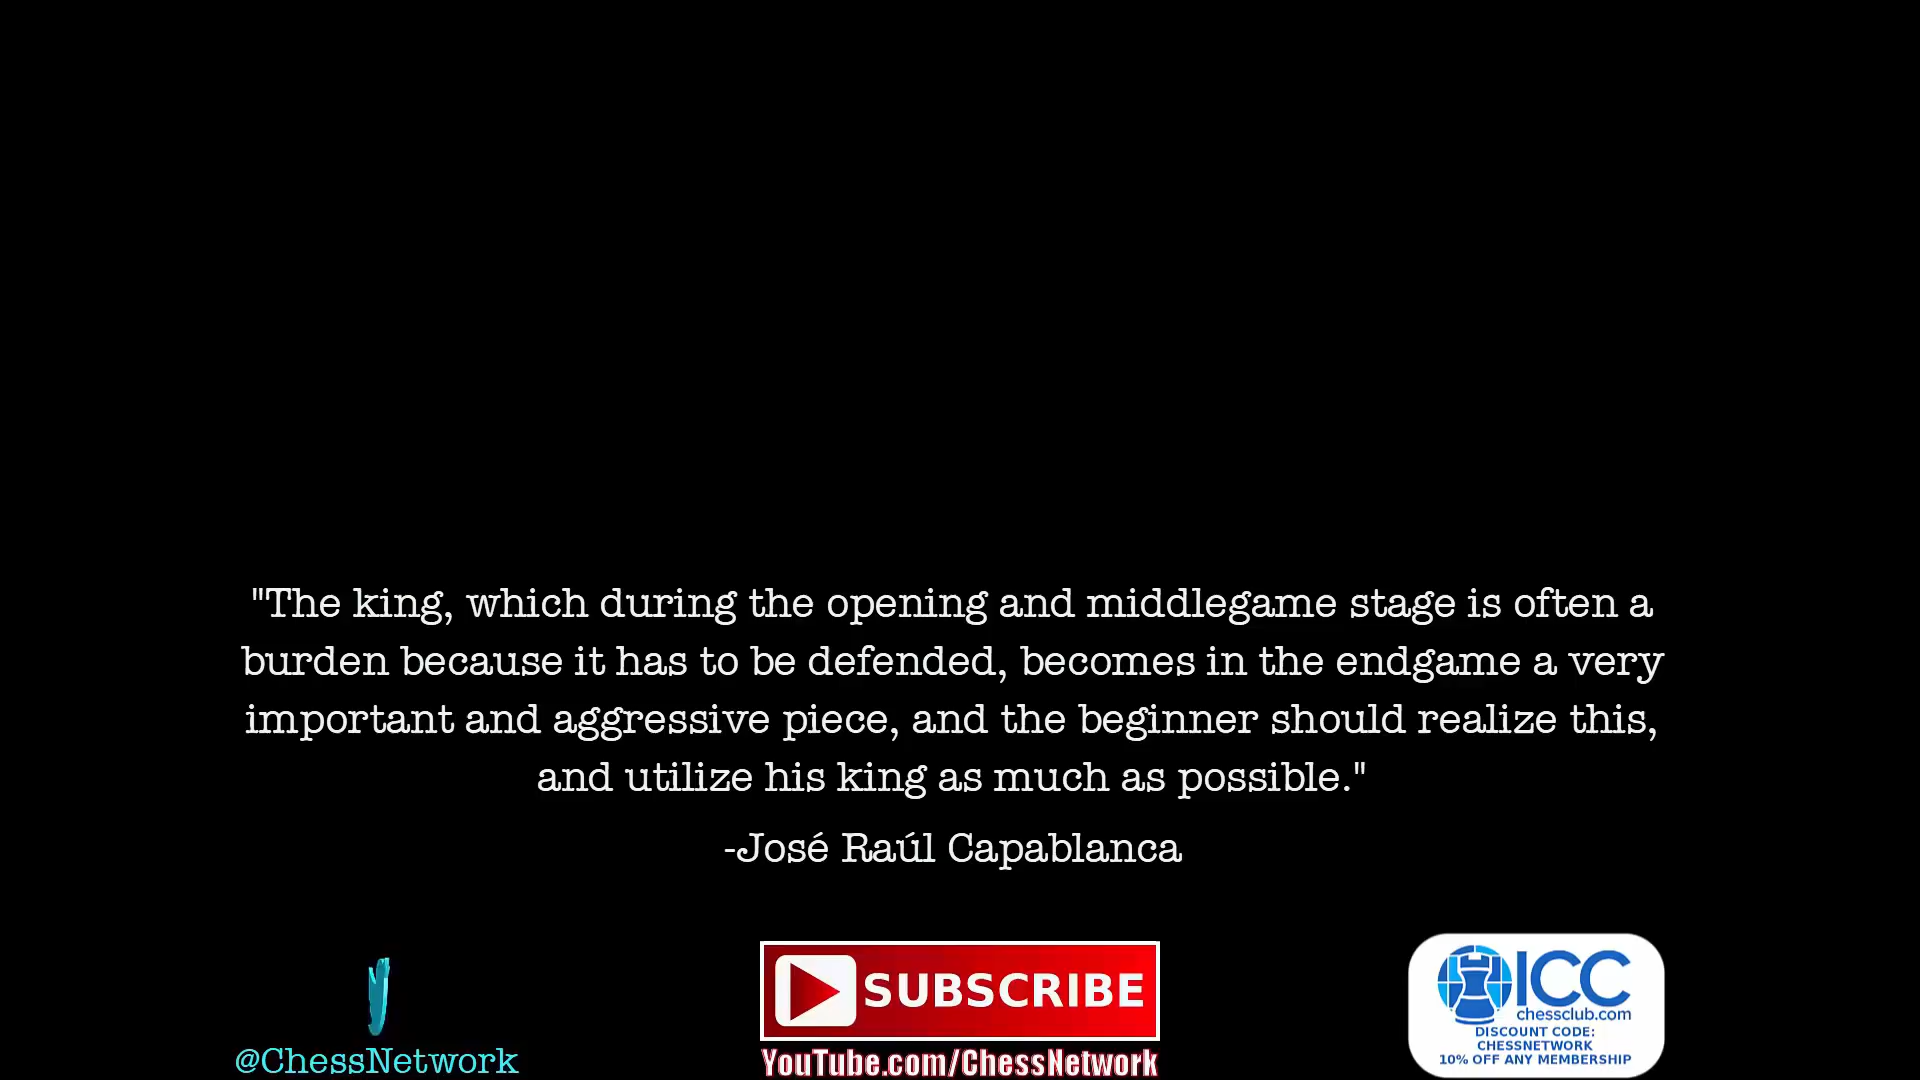 "The king, which during the opening and middlegame stage is often a
burden because it has to be defended, becomes in the endgame a very
important and aggressive piece, and the beginner should realize this,
and utilize his king as much as possible."
-José Raúl Capablanca
@ChessNetwork
SUBSCRIBE
YouTube.com/ChessNetwork
ICC
chessclub.com
DISCOUNT CODE:
CHESSNETWORK
10% OFF ANY MEMBERSHIP